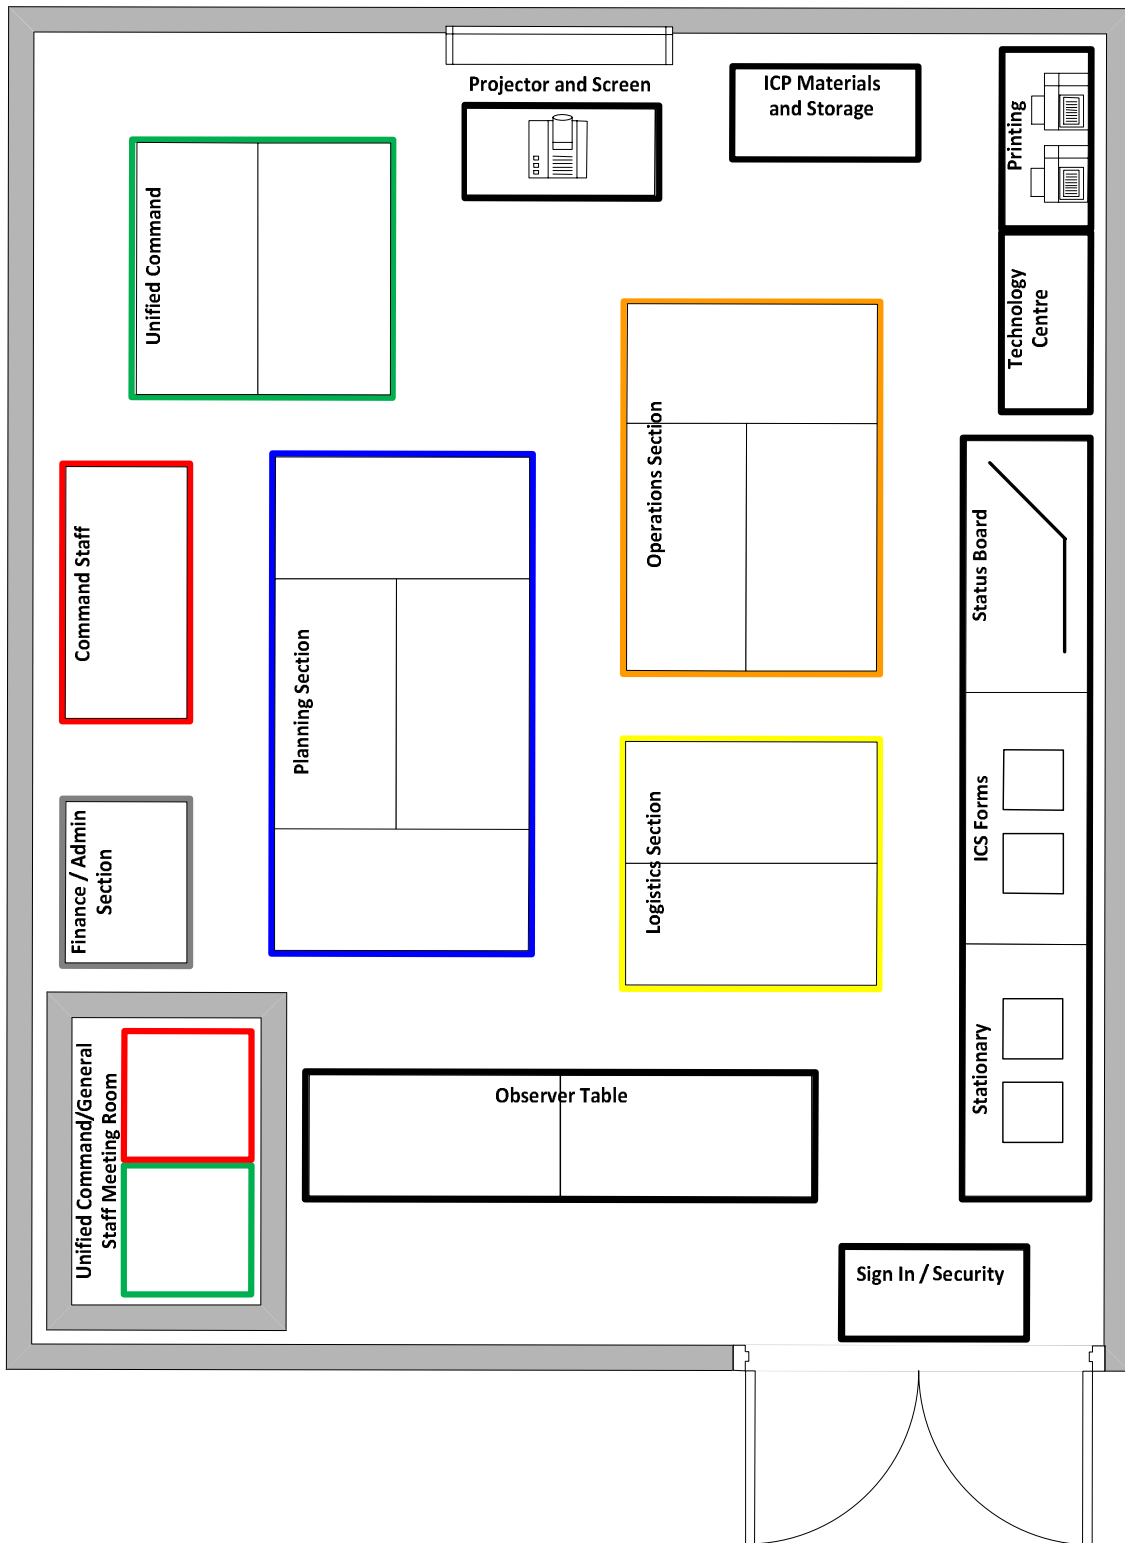 Projector and Screen
ICP Materials
and Storage
Printing
Unified Command
Technology
Centre
Operations Section
Command Staff
Status Board
Planning Section
Logistics Section
ICS Forms
Finance / Admin
Section
Stationary
Unified Command/General
Staff Meeting Room
Observer Table
Sign In / Security